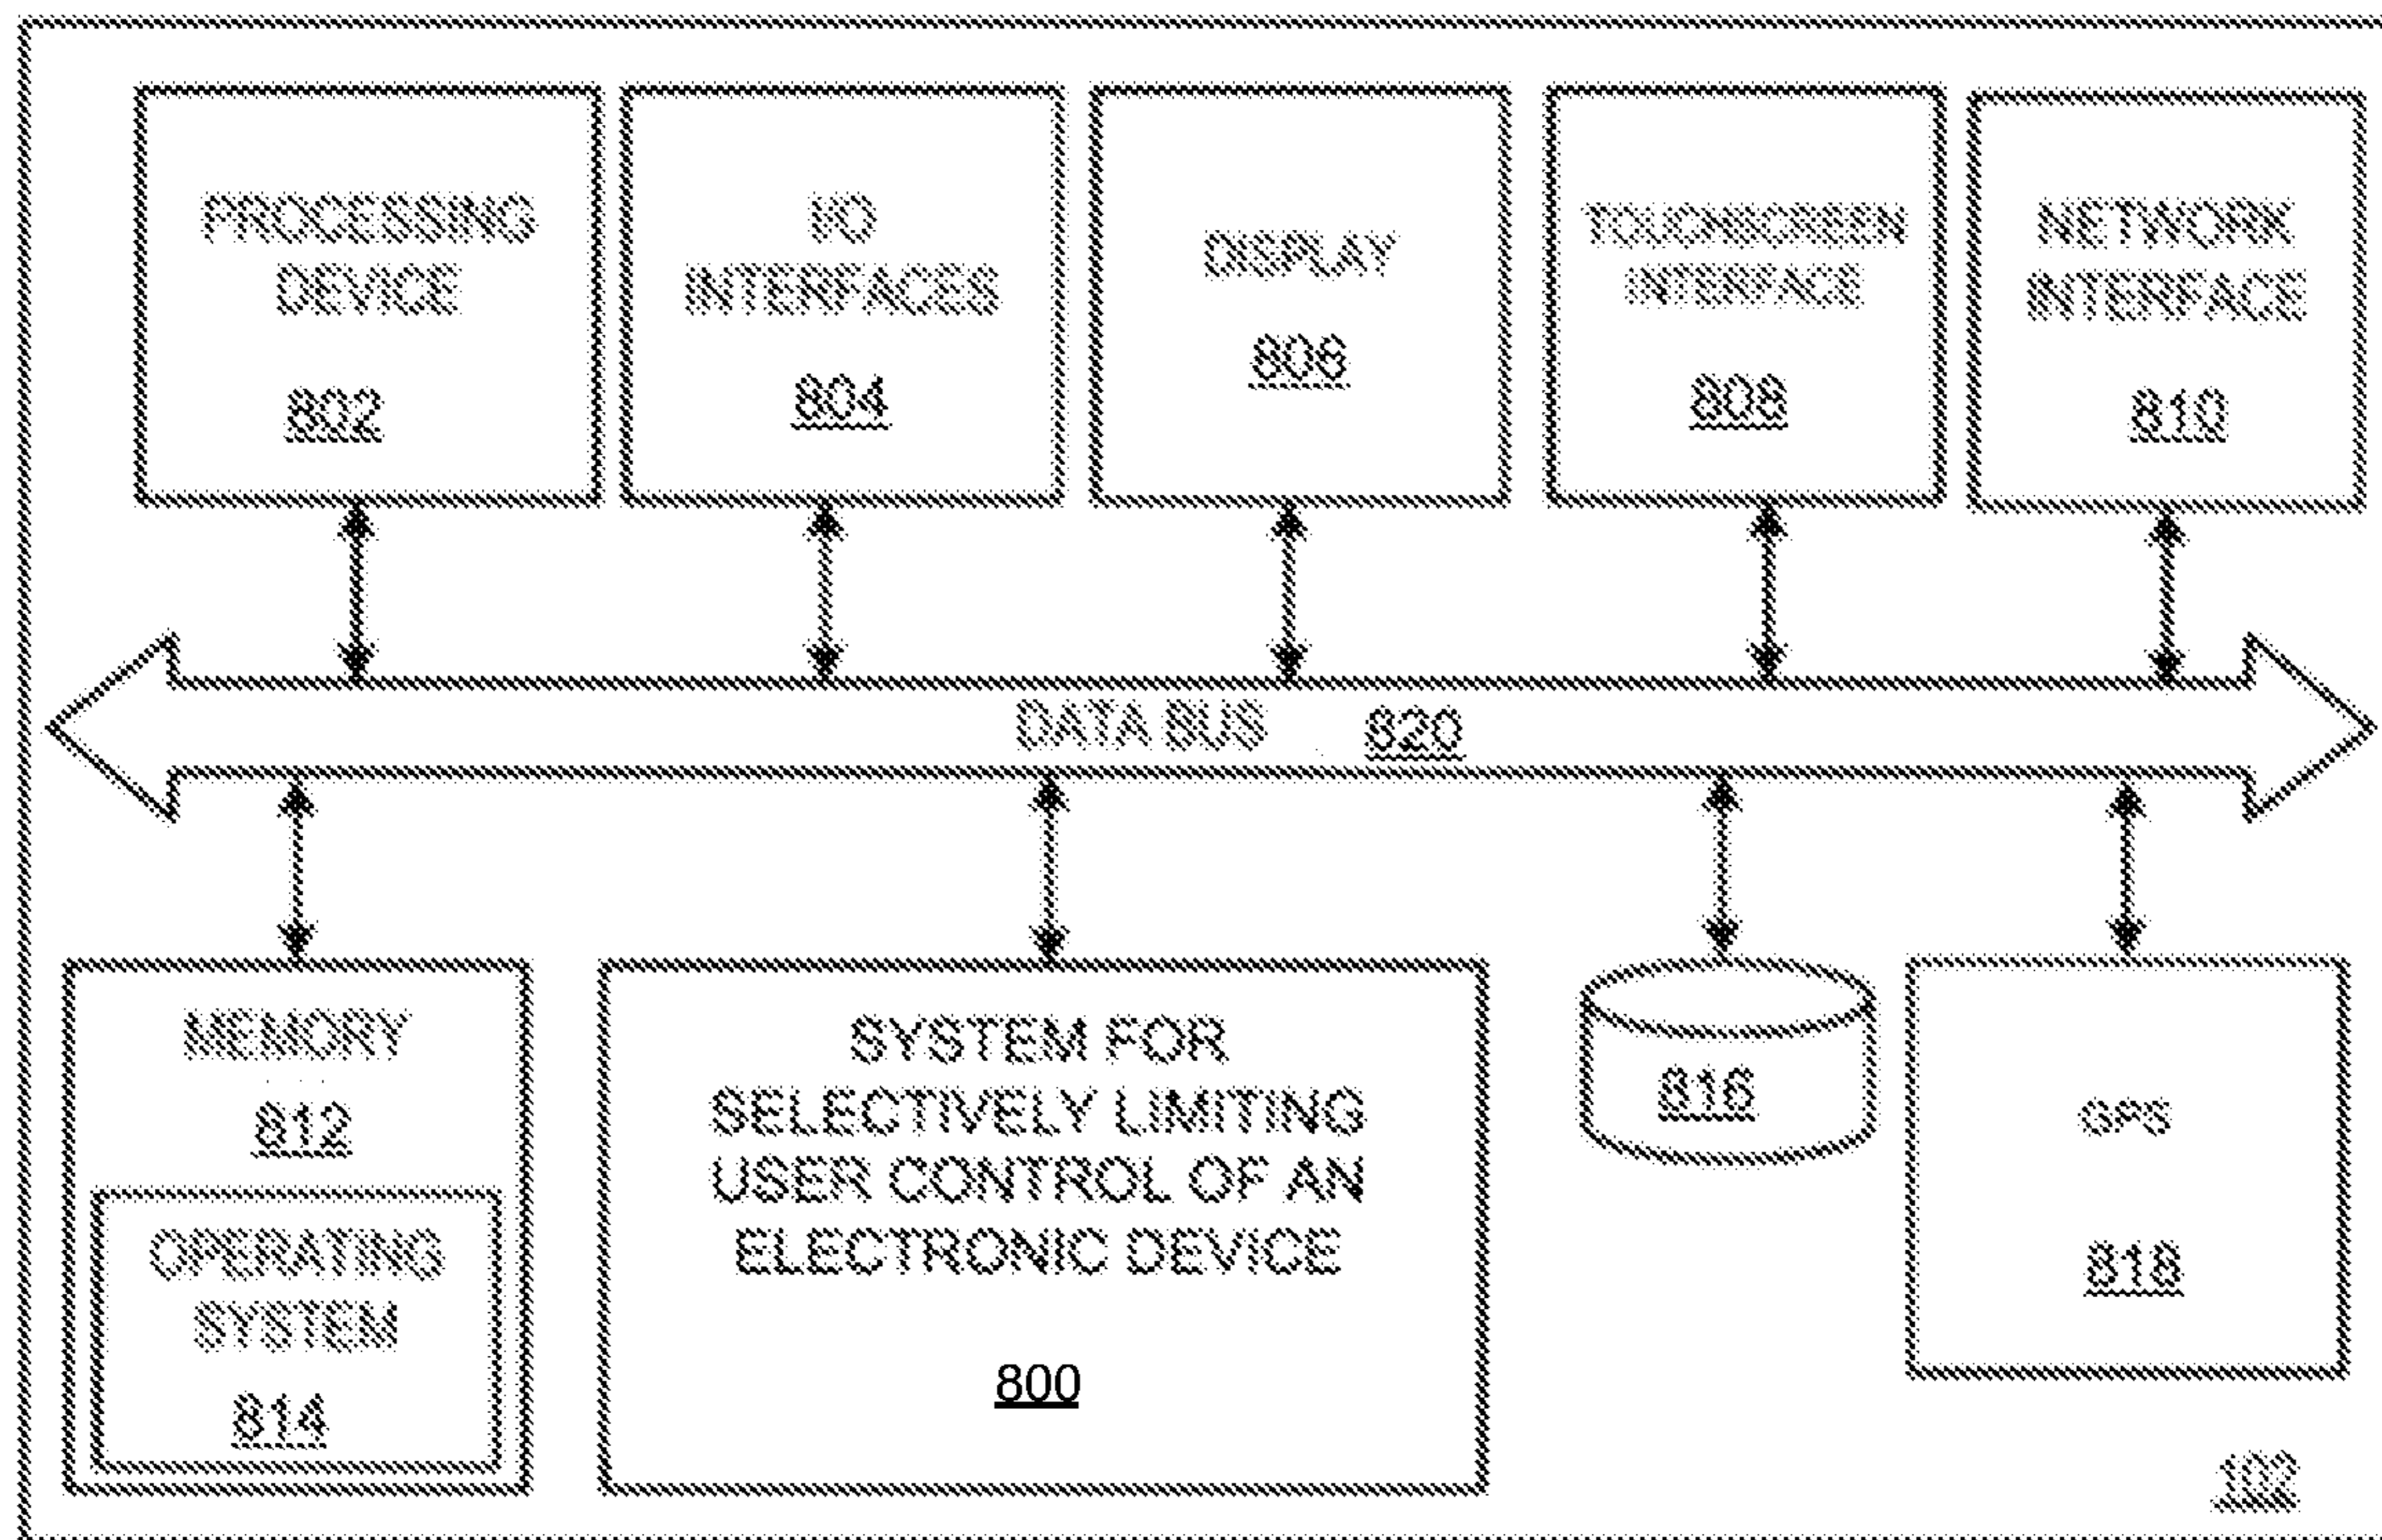 PROCESSING
DEVICE
802
I/O
INTERFACES
804
DISPLAY
806
TOUCHSCREEN
INTERFACE
808
NETWORK
INTERFACE
810
DATA BUS 820
MEMORY
812
OPERATING
SYSTEM
814
SYSTEM FOR
SELECTIVELY LIMITING
USER CONTROL OF AN
ELECTRONIC DEVICE
800
816
GPS
818
102